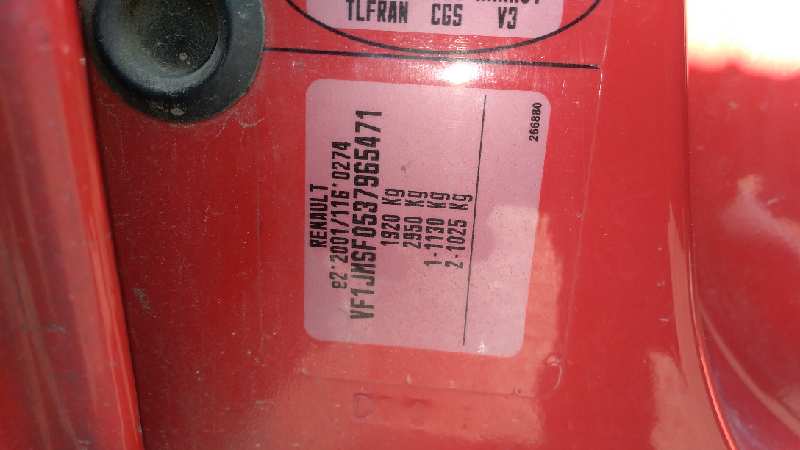 TLFRAN CGS V3
RENAULT
e2*2001/116*0274
VF1JMSF0537965471
1920 Kg
2950 Kg
1-1130 Kg
2-1025 Kg
266880